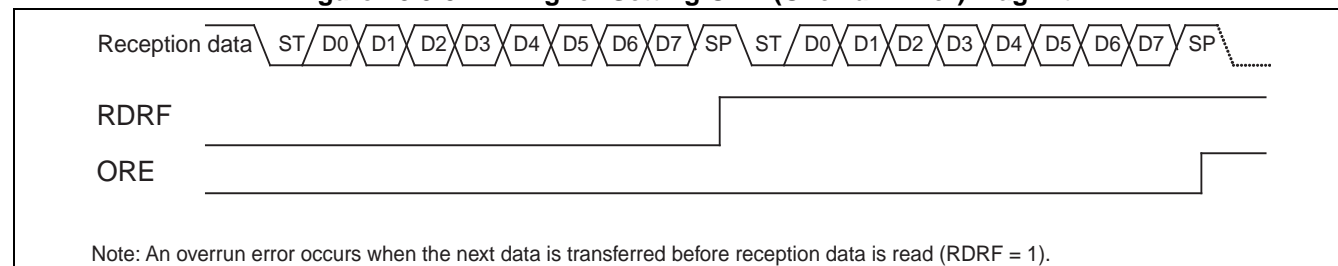 Reception data ST D0 D1 D2 D3 D4 D5 D6 D7 SP ST D0 D1 D2 D3 D4 D5 D6 D7 SP
RDRF
ORE
Note: An overrun error occurs when the next data is transferred before reception data is read (RDRF = 1).